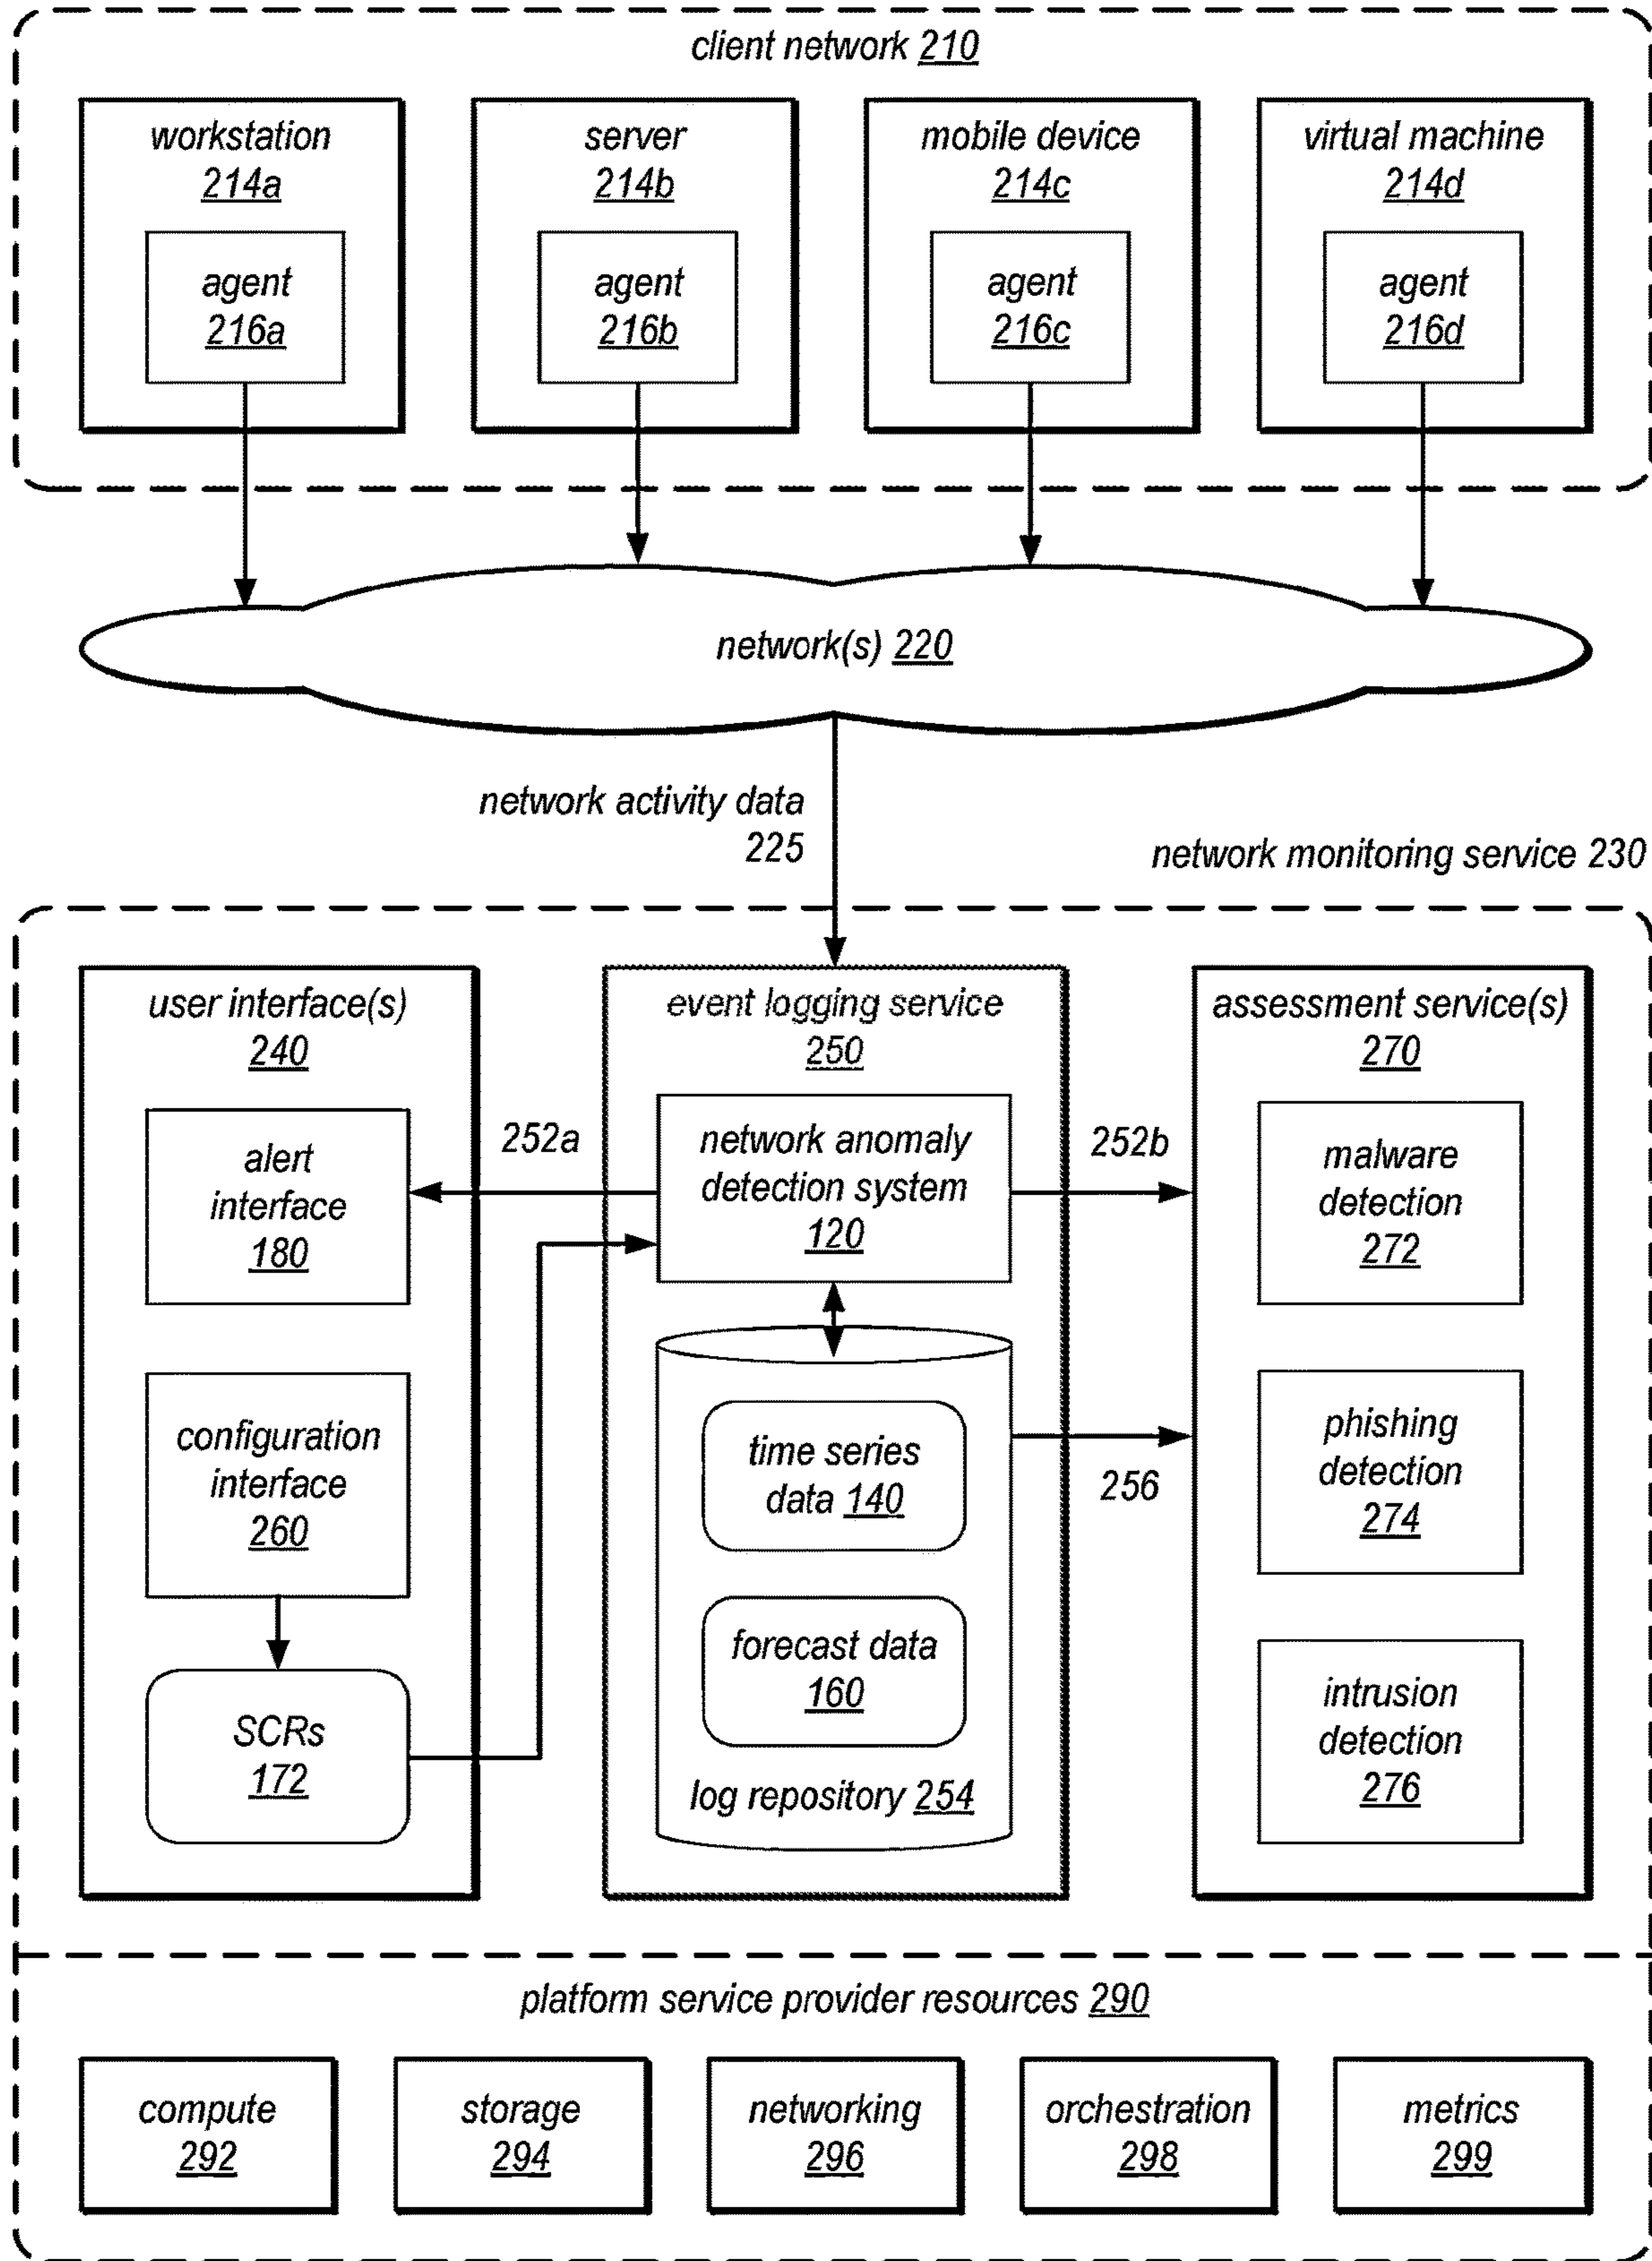 client network 210
workstation
214a
agent
216a
server
214b
agent
216b
mobile device
214c
agent
216c
virtual machine
214d
agent
216d
network(s) 220
network activity data
225
network monitoring service 230
user interface(s)
240
alert
interface
180
configuration
interface
260
SCRs
172
252a
event logging service
250
network anomaly
detection system
120
time series
data 140
forecast data
160
log repository 254
252b
256
assessment service(s)
270
malware
detection
272
phishing
detection
274
intrusion
detection
276
platform service provider resources 290
compute
292
storage
294
networking
296
orchestration
298
metrics
299